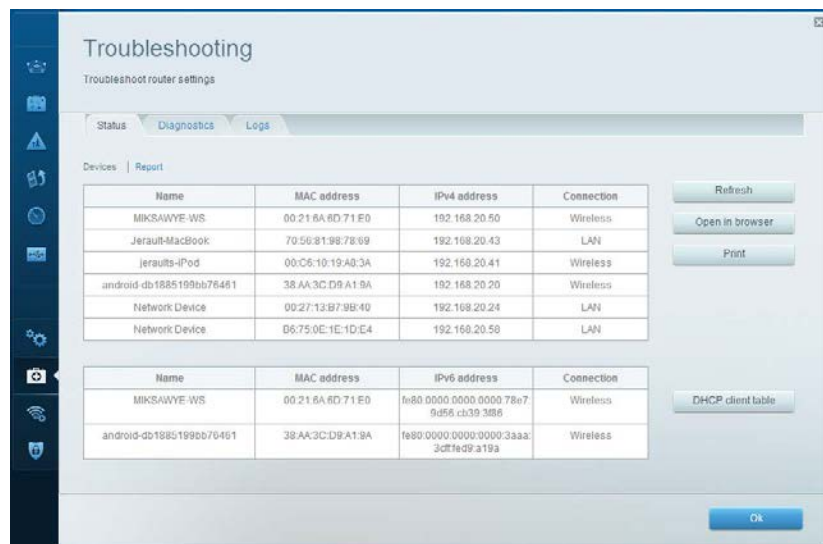 Troubleshooting
Troubleshoot router settings
Status Diagnostics Logs
Devices | Report
Name MAC address IPv4 address Connection
MIKSAWYE-WS 00:21:6A:6D:71:E0 192.168.20.50 Wireless
Jerault-MacBook 70:56:81:98:78:69 192.168.20.43 LAN
jeraults-iPod 00:C6:10:19:A8:3A 192.168.20.41 Wireless
android-db1885199bb76461 38:AA:3C:D9:A1:9A 192.168.20.20 Wireless
Network Device 00:27:13:B7:9B:40 192.168.20.24 LAN
Network Device B6:75:0E:1E:1D:E4 192.168.20.58 LAN
Refresh
Open in browser
Print
Name MAC address IPv6 address Connection
MIKSAWYE-WS 00:21:6A:6D:71:E0 fe80:0000:0000:0000:78e7: Wireless
9d56:cb39:3f86
android-db1885199bb76461 38:AA:3C:D9:A1:9A fe80:0000:0000:0000:3aaa: Wireless
3cff:fed9:a19a
DHCP client table
Ok